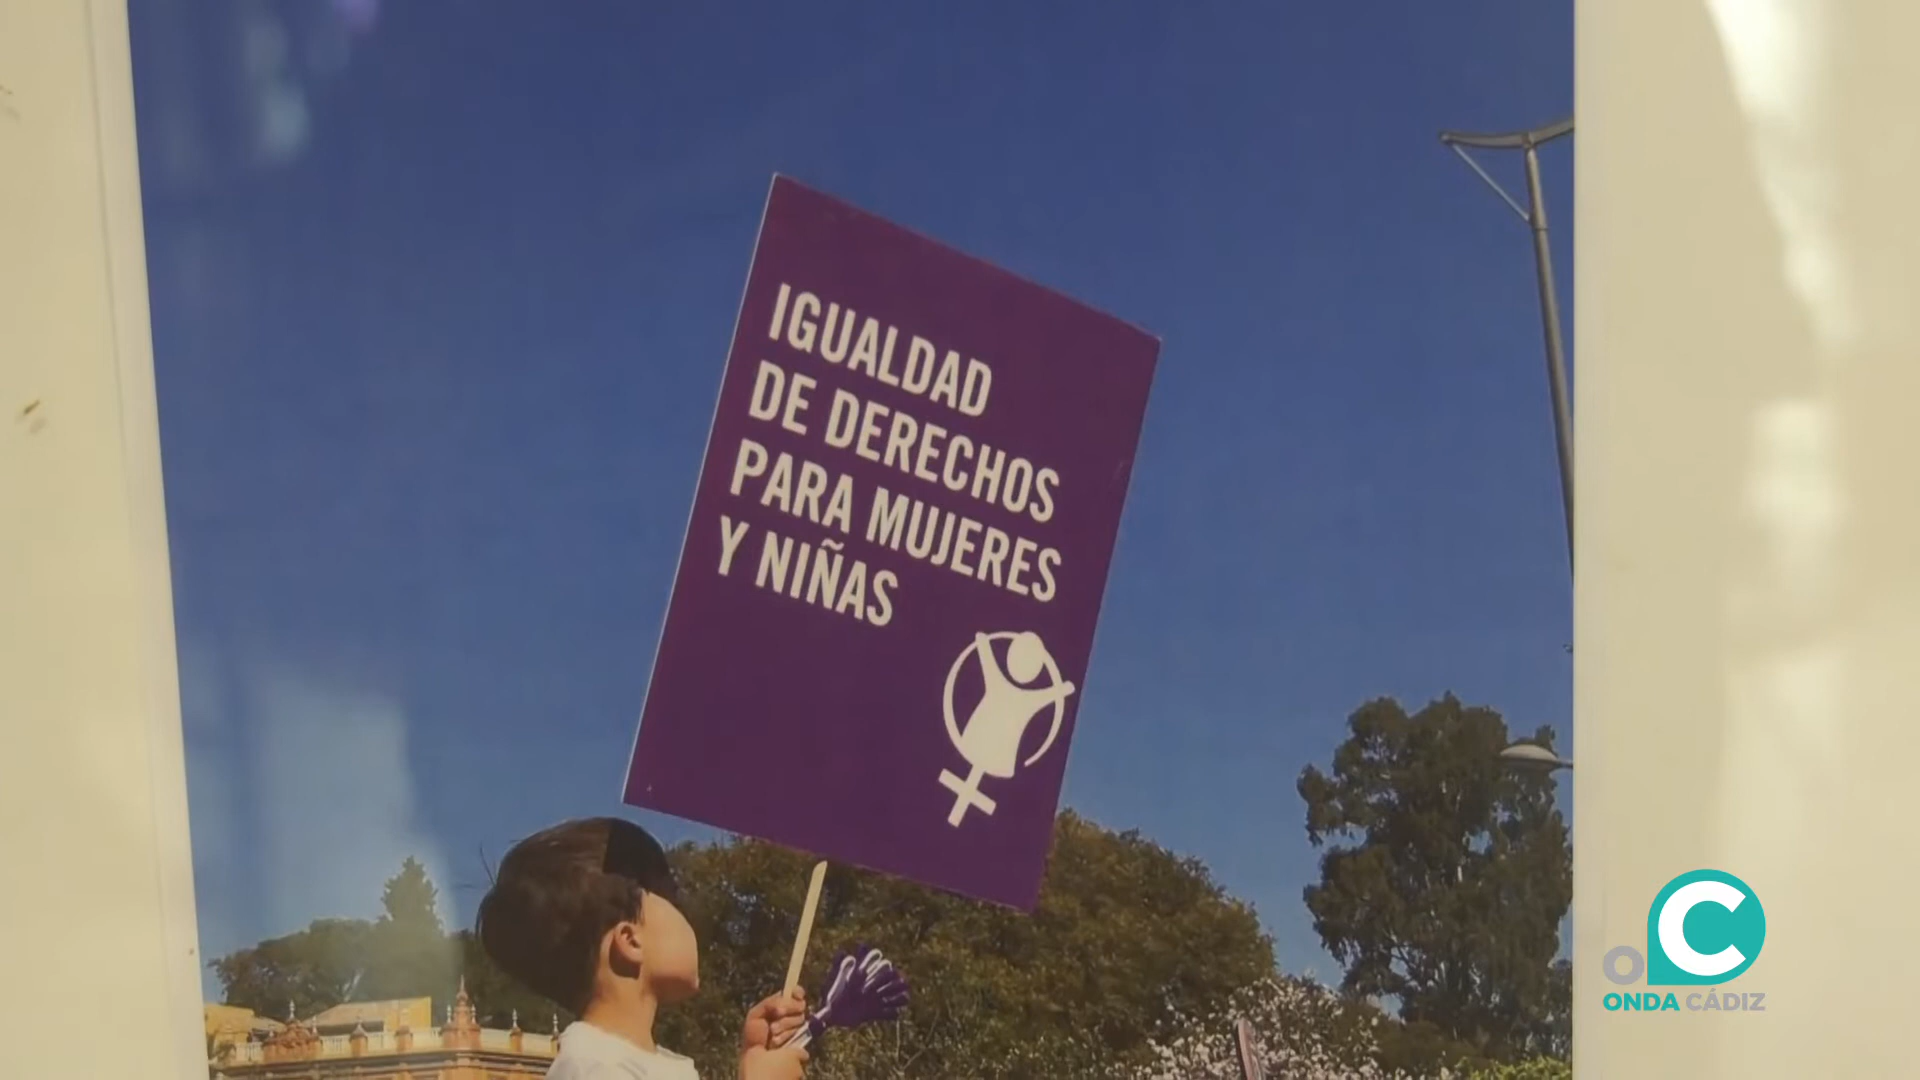 IGUALDAD
DE DERECHOS
PARA MUJERES
Y NIÑAS
O C
ONDA CÁDIZ